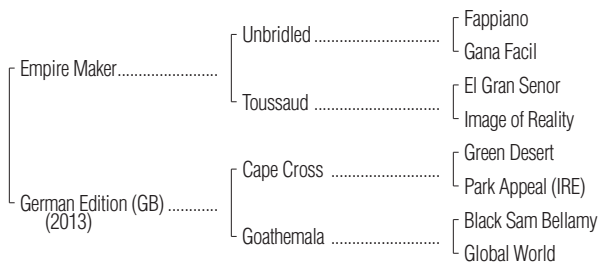 Fappiano
Unbridled
Gana Facil
Empire Maker
El Gran Senor
Toussaud
Image of Reality
Green Desert
Cape Cross
Park Appeal (IRE)
German Edition (GB)
(2013)
Black Sam Bellamy
Goathemala
Global World